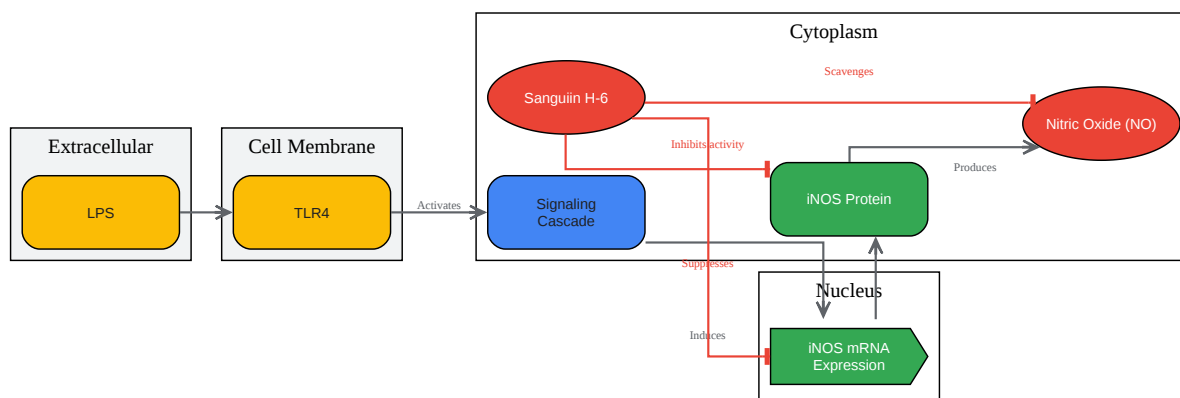 Cytoplasm
Scavenges
Sanguiin H-6
Nitric Oxide (NO)
Extracellular
Cell Membrane
Inhibits activity
Produces
LPS
TLR4
Activates
Signaling
Cascade
iNOS Protein
Suppresses
Nucleus
Induces
iNOS mRNA
Expression